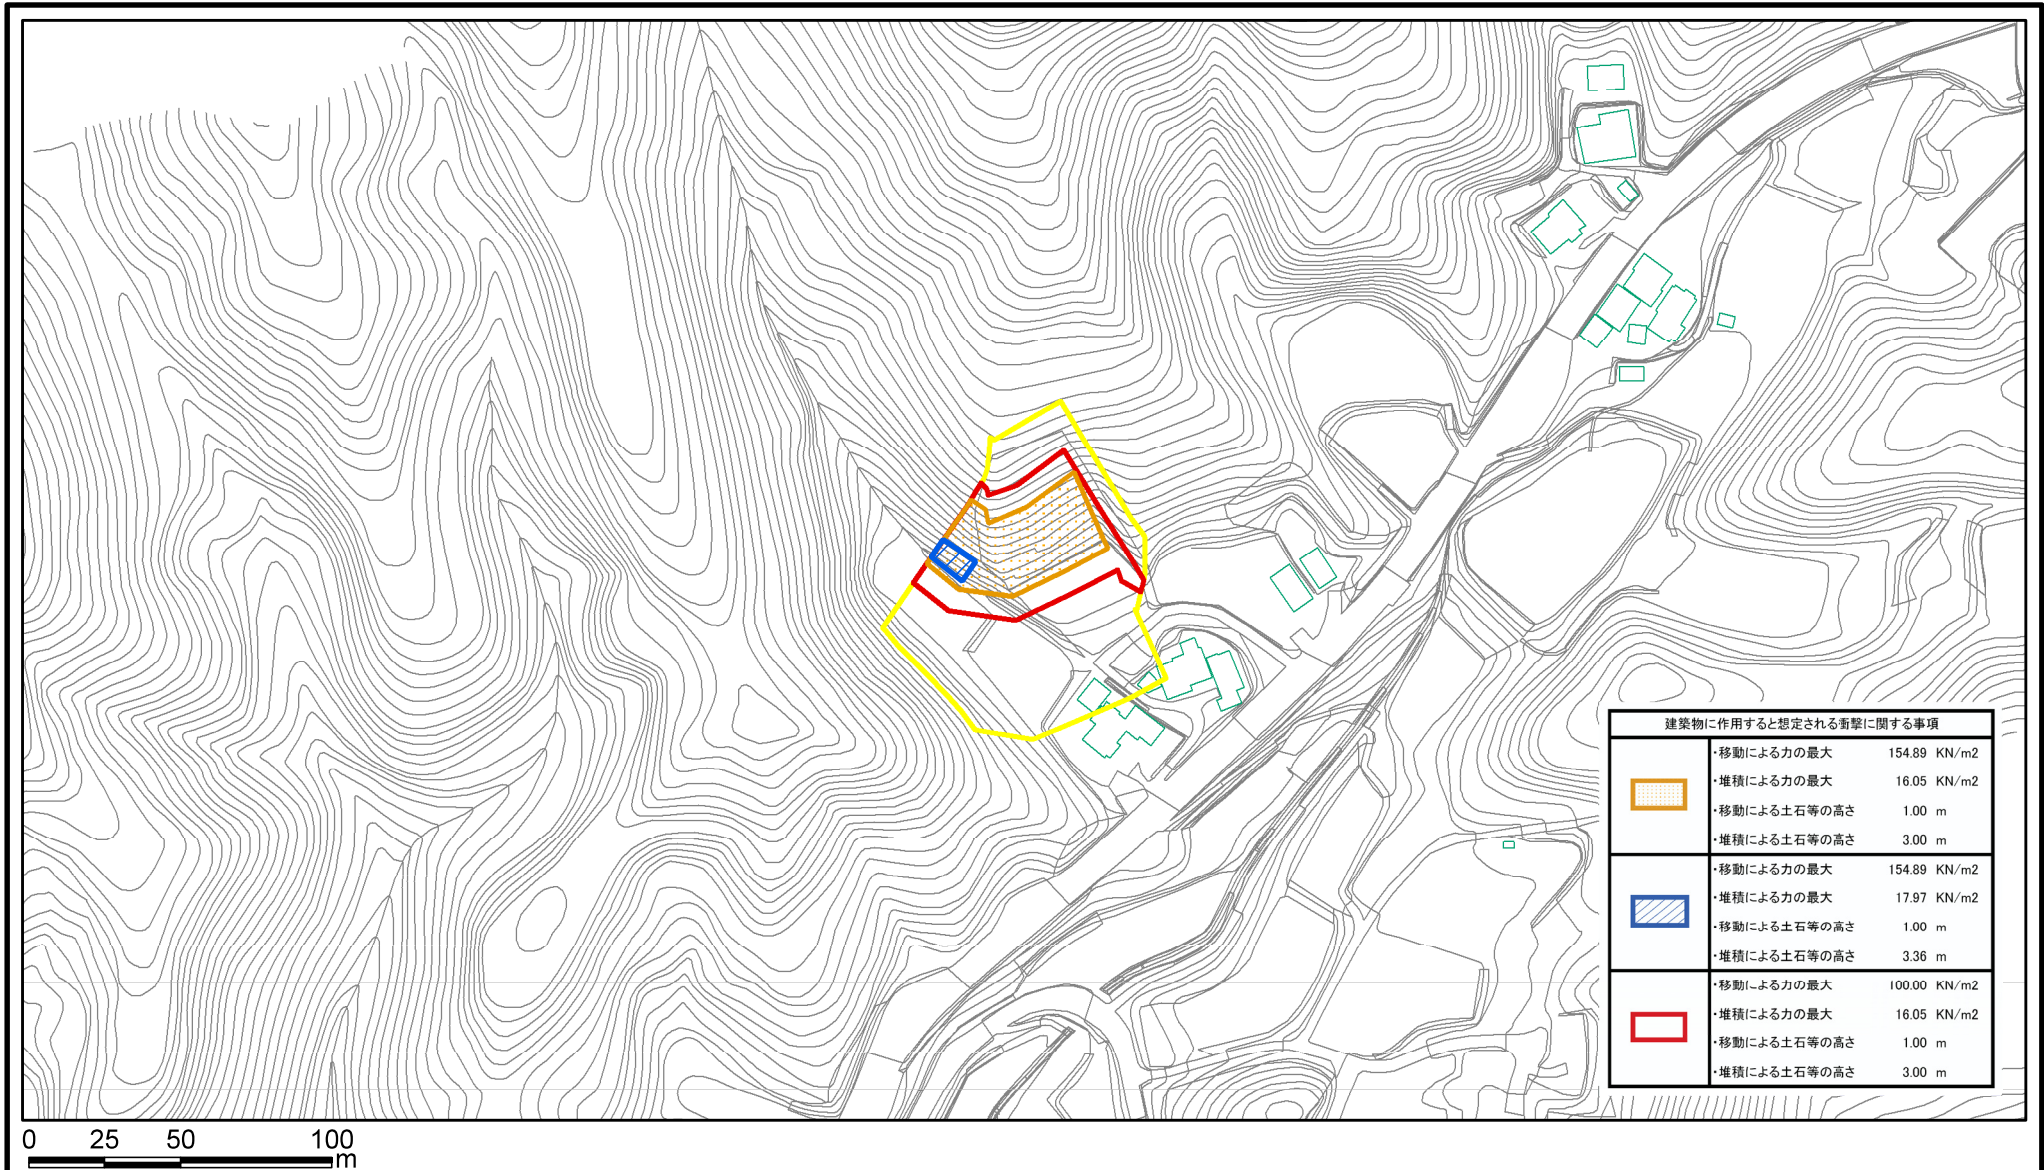 建築物に作用すると想定される衝撃に関する事項
・移動による力の最大 154.89 KN/m2
・堆積による力の最大 16.05 KN/m2
・移動による土石等の高さ 1.00 m
・堆積による土石等の高さ 3.00 m
・移動による力の最大 154.89 KN/m2
・堆積による力の最大 17.97 KN/m2
・移動による土石等の高さ 1.00 m
・堆積による土石等の高さ 3.36 m
・移動による力の最大 100.00 KN/m2
・堆積による力の最大 16.05 KN/m2
・移動による土石等の高さ 1.00 m
・堆積による土石等の高さ 3.00 m
0 25 50 100
m